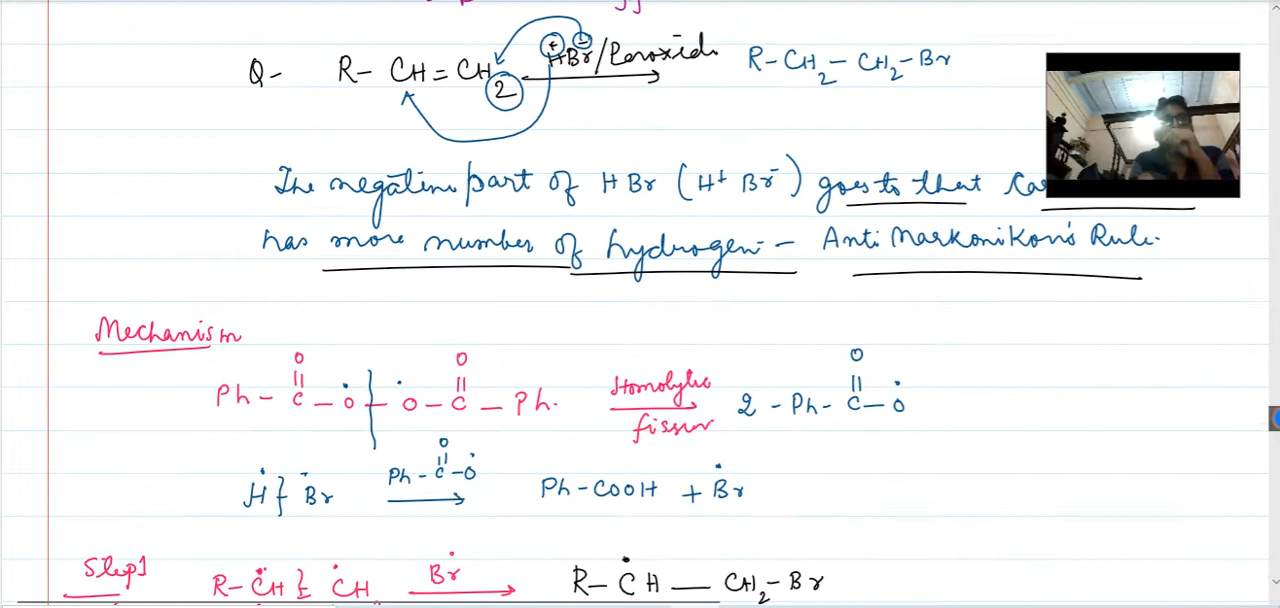 Q- R- CH = CH2 HBr/Peroxide R-CH2-CH2-Br
The negative part of HBr (H+ Br-) goes to that
has more number of hydrogen - Anti Markonikon's Rule.
Mechanism
Ph-C(=O)-O-O-C(=O)-Ph. Homolytic fission 2-Ph-C(=O)-O•
H•}•Br Ph-C(=O)-O• Ph-COOH + Br•
Step1 R-CH}CH Br• R-CH-CH2-Br